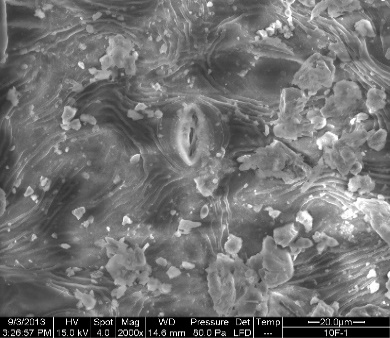 9/3/2013 HV Spot Mag WD Pressure Det Temp —20.0µm—
3:26:57 PM 15.0 kV 4.0 2000x 14.6 mm 80.0 Pa LFD --- 10F-1